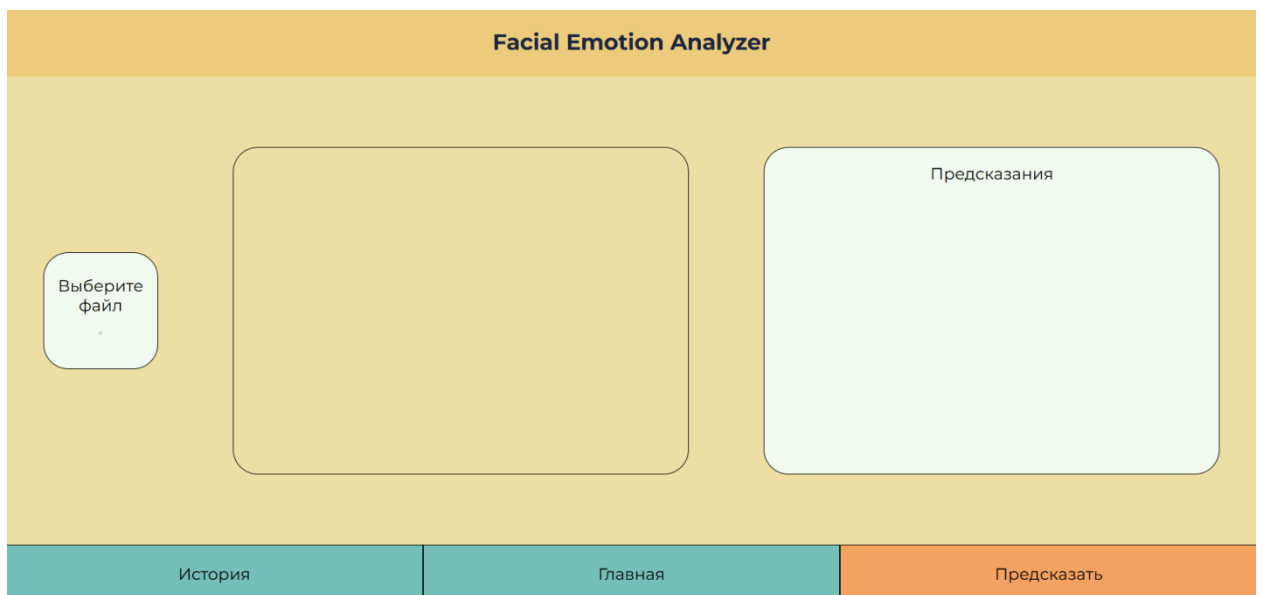 Facial Emotion Analyzer
Предсказания
Выберите
файл
История
Главная
Предсказать